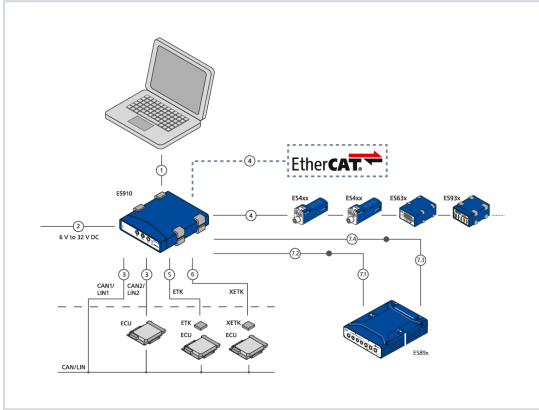 1
4
EtherCAT®
ES910
4
ES4xx
ES4xx
ES63x
ES93x
2
6 V to 32 V DC
7.4
7.2
3
3
5
6
7.1
7.3
CAN1/
LIN1
CAN2/
LIN2
ETK
XETK
ECU
ETK
ECU
XETK
ECU
ES89x
CAN/LIN